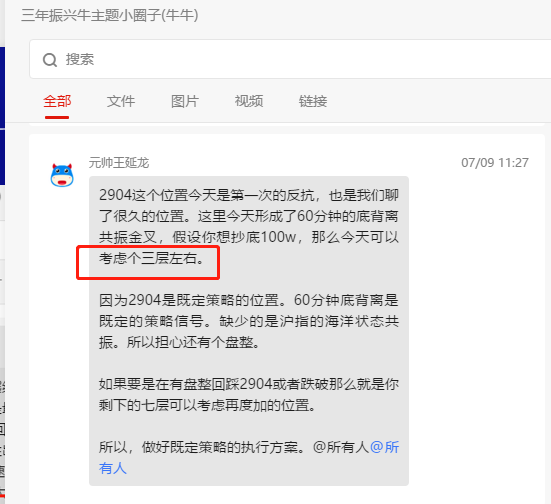 三年振兴牛主题小圈子(牛牛)
搜索
全部 文件 图片 视频 链接
元帅王延龙 07/09 11:27
2904这个位置今天是第一次的反抗，也是我们聊
了很久的位置。这里今天形成了60分钟的底背离
共振金叉，假设你想抄底100w，那么今天可以
考虑个三层左右。
因为2904是既定策略的位置。60分钟底背离是
既定的策略信号。缺少的是沪指的海洋状态共
振。所以担心还有个盘整。
如果要是在有盘整回踩2904或者跌破那么就是你
剩下的七层可以考虑再度加的位置。
所以，做好既定策略的执行方案。@所有人@所
有人